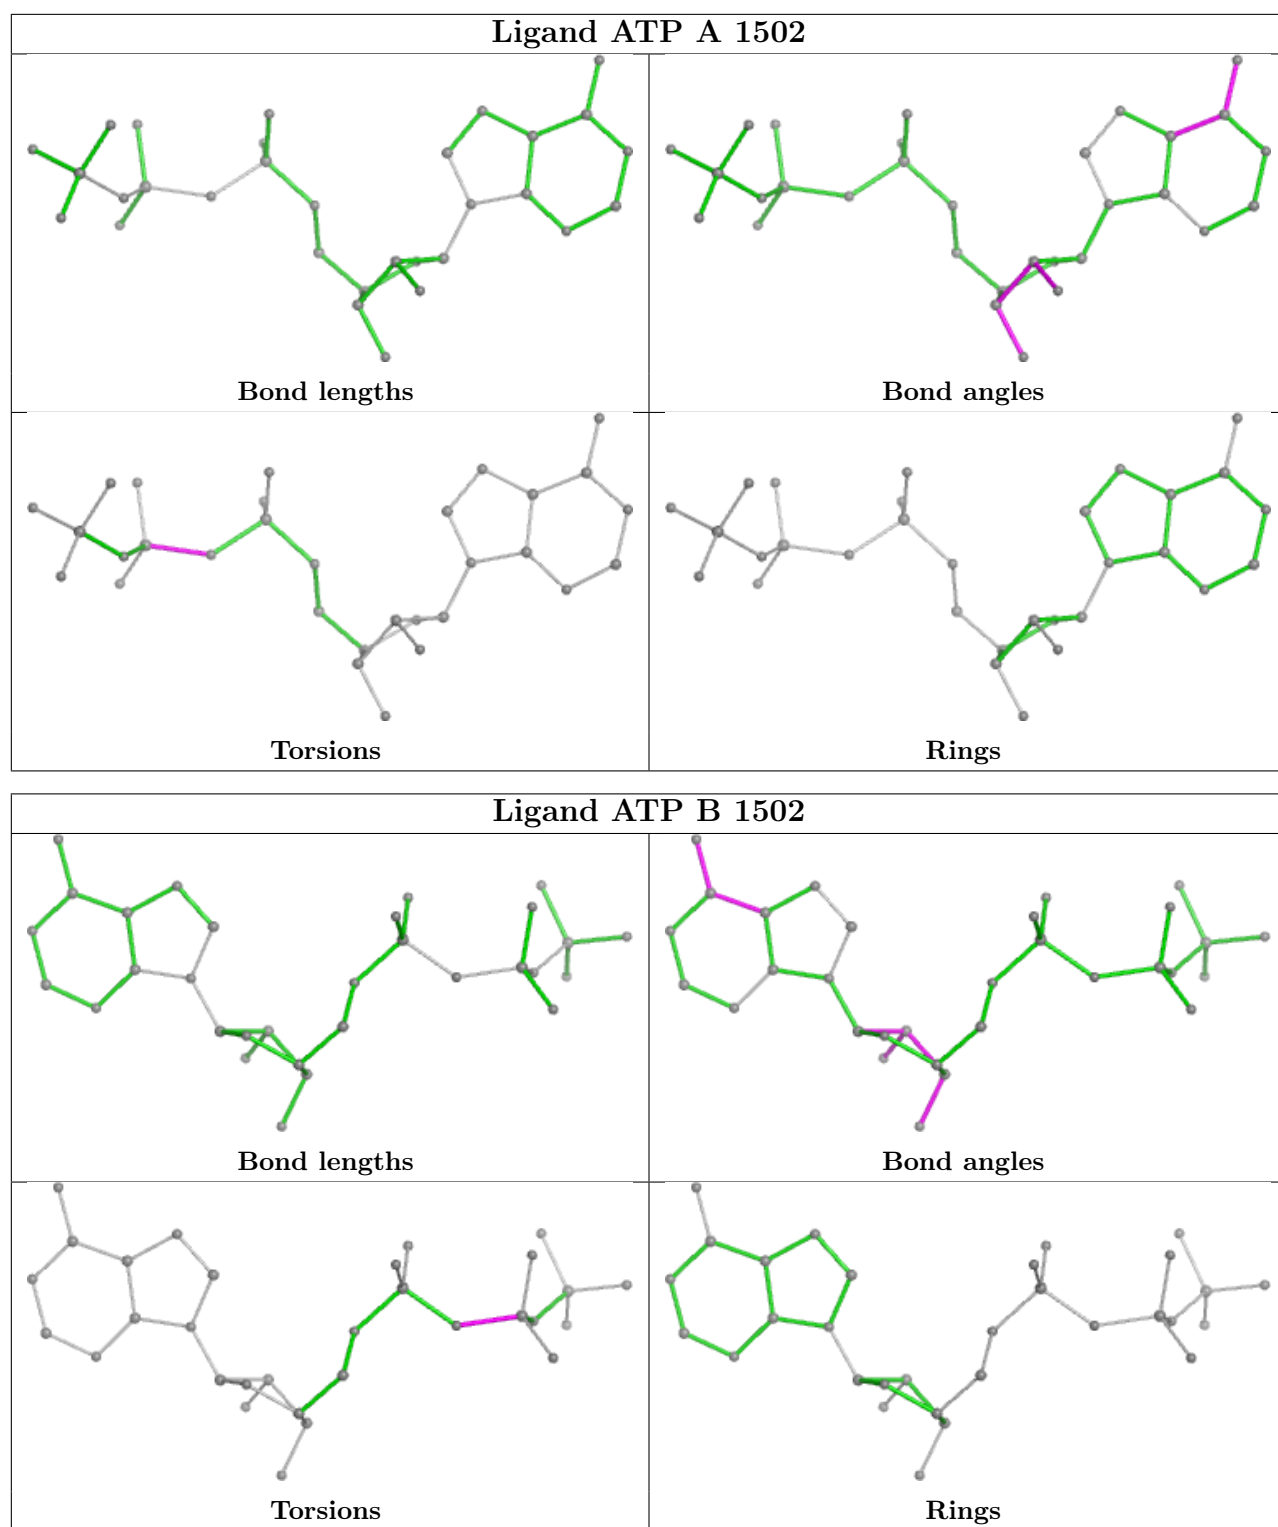 Ligand ATP A 1502
Bond lengths
Bond angles
Torsions
Rings
Ligand ATP B 1502
Bond lengths
Bond angles
Torsions
Rings